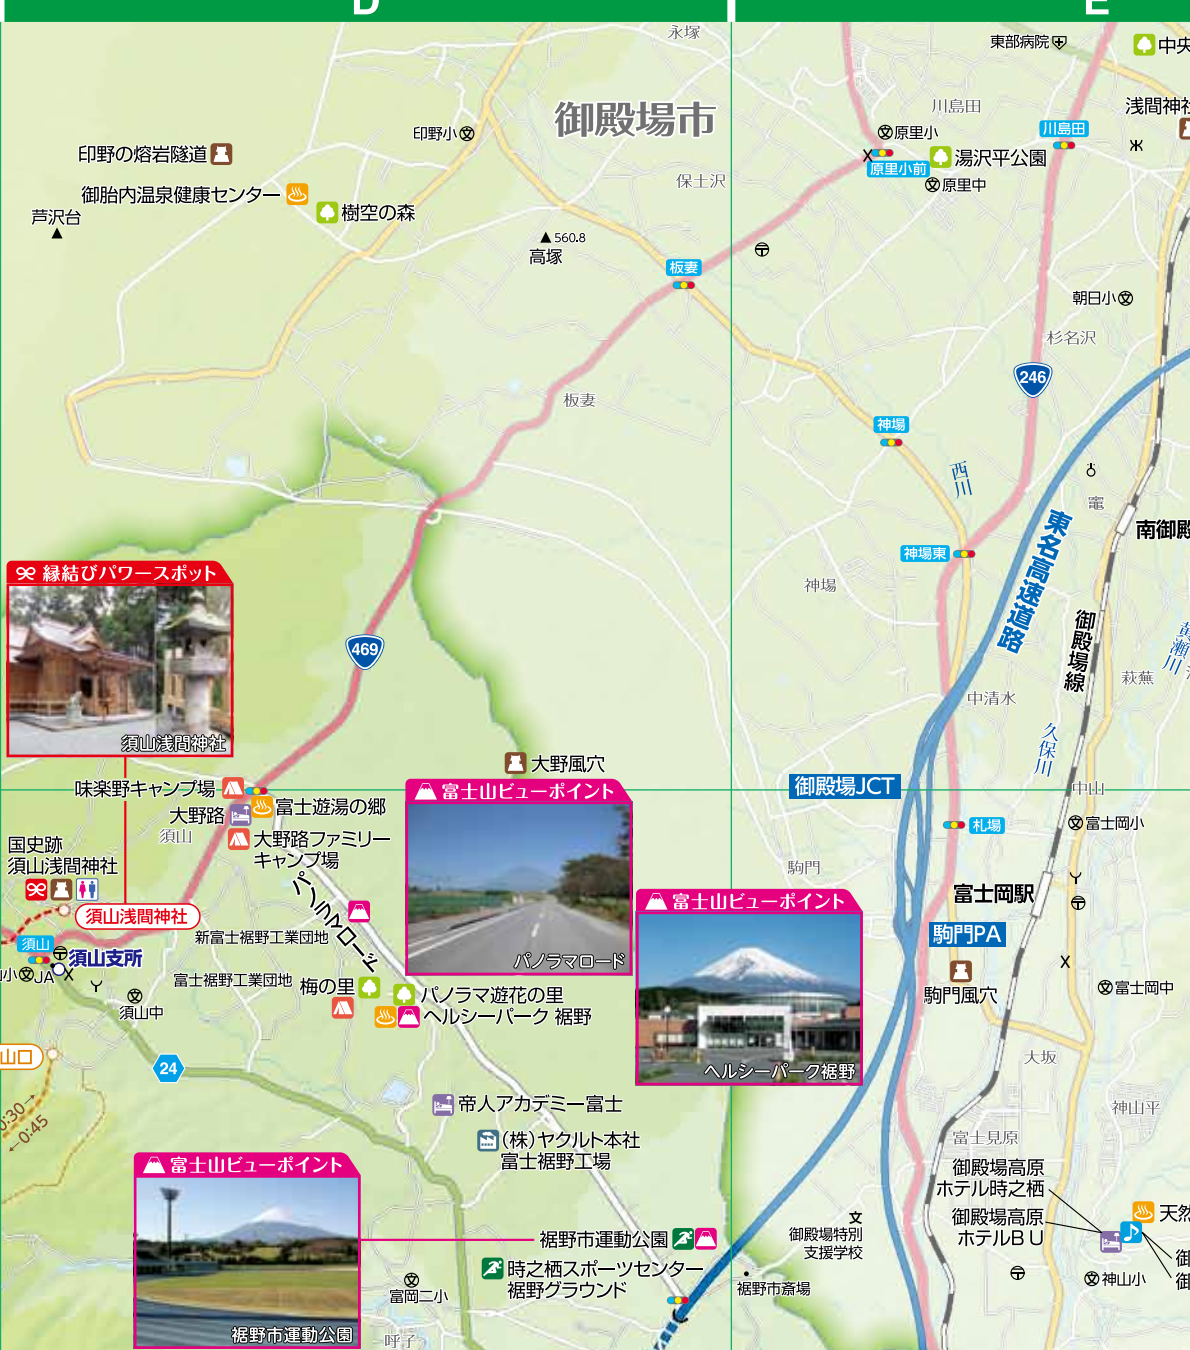 D
E
永塚
東部病院
中央
御殿場市
川島田
浅間神社
印野小
原里小
川島田
印野の熔岩隧道
原里小前
湯沢平公園
保土沢
原里中
御胎内温泉健康センター
樹空の森
芦沢台
560.8
高塚
板妻
朝日小
杉名沢
246
板妻
神場
西川
竈
南御殿
東名高速道路
神場東
縁結びパワースポット
神場
御殿場線
黄瀬川
469
萩蕪
中清水
久保川
須山浅間神社
大野風穴
味楽野キャンプ場
富士山ビューポイント
御殿場JCT
中山
富士遊湯の郷
大野路
札場
富士岡小
須山
大野路ファミリー
キャンプ場
国史跡
須山浅間神社
駒門
パノラマロード
富士岡駅
富士山ビューポイント
須山浅間神社
新富士裾野工業団地
駒門PA
須山
須山支所
パノラマロード
小
JA
富士裾野工業団地
梅の里
パノラマ遊花の里
駒門風穴
富士岡中
須山中
ヘルシーパーク 裾野
山口
大坂
24
ヘルシーパーク裾野
0:30→
←0:45
帝人アカデミー富士
神山平
(株)ヤクルト本社
富士裾野工場
富士見原
富士山ビューポイント
御殿場高原
ホテル時之栖
御殿場高原
ホテルBU
天然
裾野市運動公園
御殿場特別
支援学校
御
御
時之栖スポーツセンター
裾野グラウンド
神山小
富岡二小
裾野市斎場
裾野市運動公園
呼子